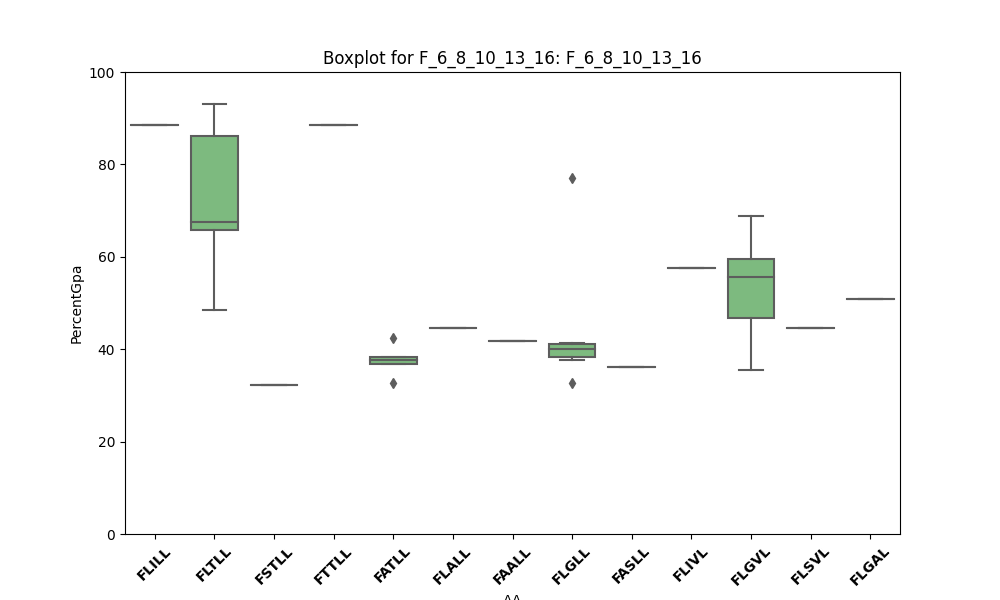 Boxplot for F_6_8_10_13_16: F_6_8_10_13_16
100
80
60
40
20
0
PercentGpa
FLILL
FLTLL
FSTLL
FTTLL
FATLL
FLALL
FAALL
FLGLL
FASLL
FLIVL
FLGVL
FLSVL
FLGAL
AA